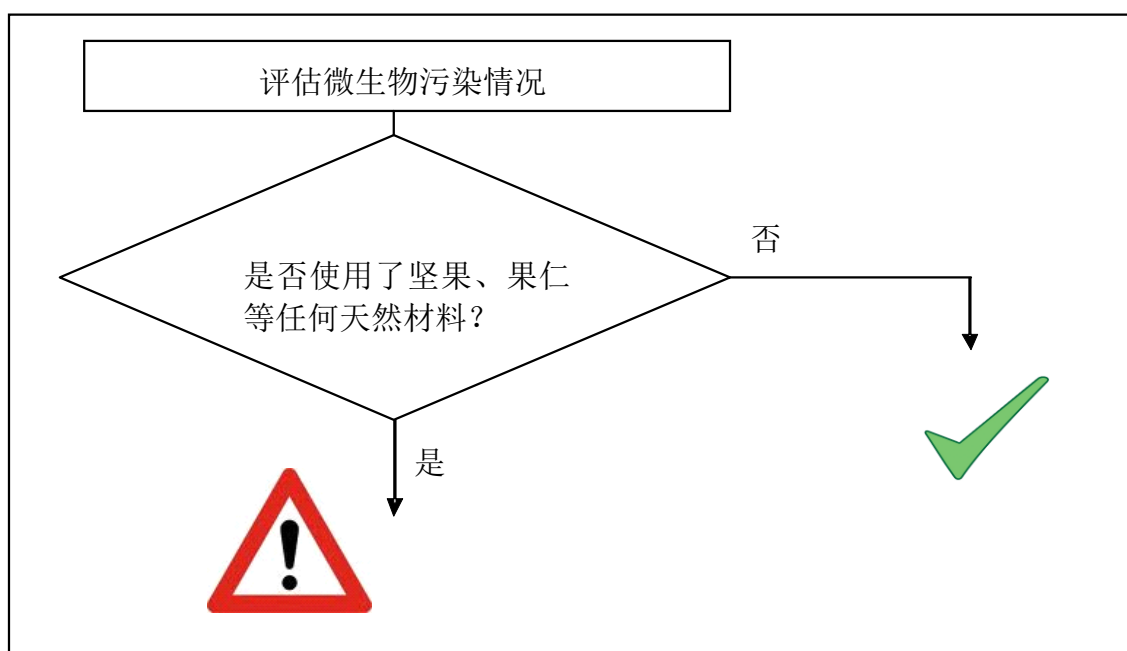 评估微生物污染情况
否
是否使用了坚果、果仁
等任何天然材料？
是